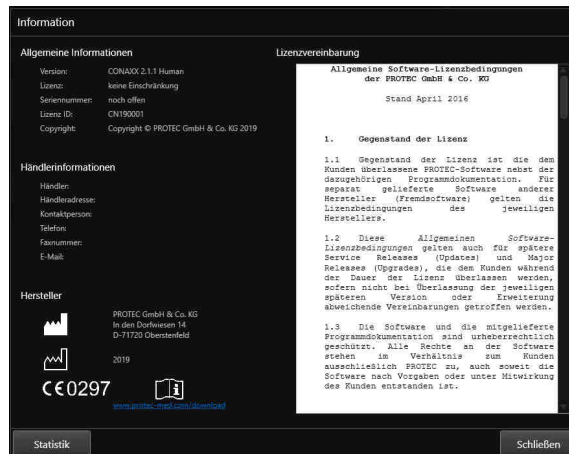 Information
Allgemeine Informationen
Version: CONAXX 2.1.1 Human
Lizenz: keine Einschränkung
Seriennummer: noch offen
Lizenz ID: CN190001
Copyright: Copyright © PROTEC GmbH & Co. KG 2019
Händlerinformationen
Händler:
Händleradresse:
Kontaktperson:
Telefon:
Faxnummer:
E-Mail:
Hersteller
PROTEC GmbH & Co. KG
In den Dorfwiesen 14
D-71720 Oberstenfeld
2019
CE0297
www.protec-med.com/download
Lizenzvereinbarung
Allgemeine Software-Lizenzbedingungen
der PROTEC GmbH & Co. KG
Stand April 2016
1. Gegenstand der Lizenz
1.1 Gegenstand der Lizenz ist die dem
Kunden überlassene PROTEC-Software nebst der
dazugehörigen Programmdokumentation. Für
separat gelieferte Software anderer
Hersteller (Fremdsoftware) gelten die
Lizenzbedingungen des jeweiligen
Herstellers.
1.2 Diese Allgemeinen Software-
Lizenzbedingungen gelten auch für spätere
Service Releases (Updates) und Major
Releases (Upgrades), die dem Kunden während
der Dauer der Lizenz überlassen werden,
sofern nicht bei Überlassung der jeweiligen
späteren Version oder Erweiterung
abweichende Vereinbarungen getroffen werden.
1.3 Die Software und die mitgelieferte
Programmdokumentation sind urheberrechtlich
geschützt. Alle Rechte an der Software
stehen im Verhältnis zum Kunden
ausschließlich PROTEC zu, auch soweit die
Software nach Vorgaben oder unter Mitwirkung
des Kunden entstanden ist.
Statistik
Schließen